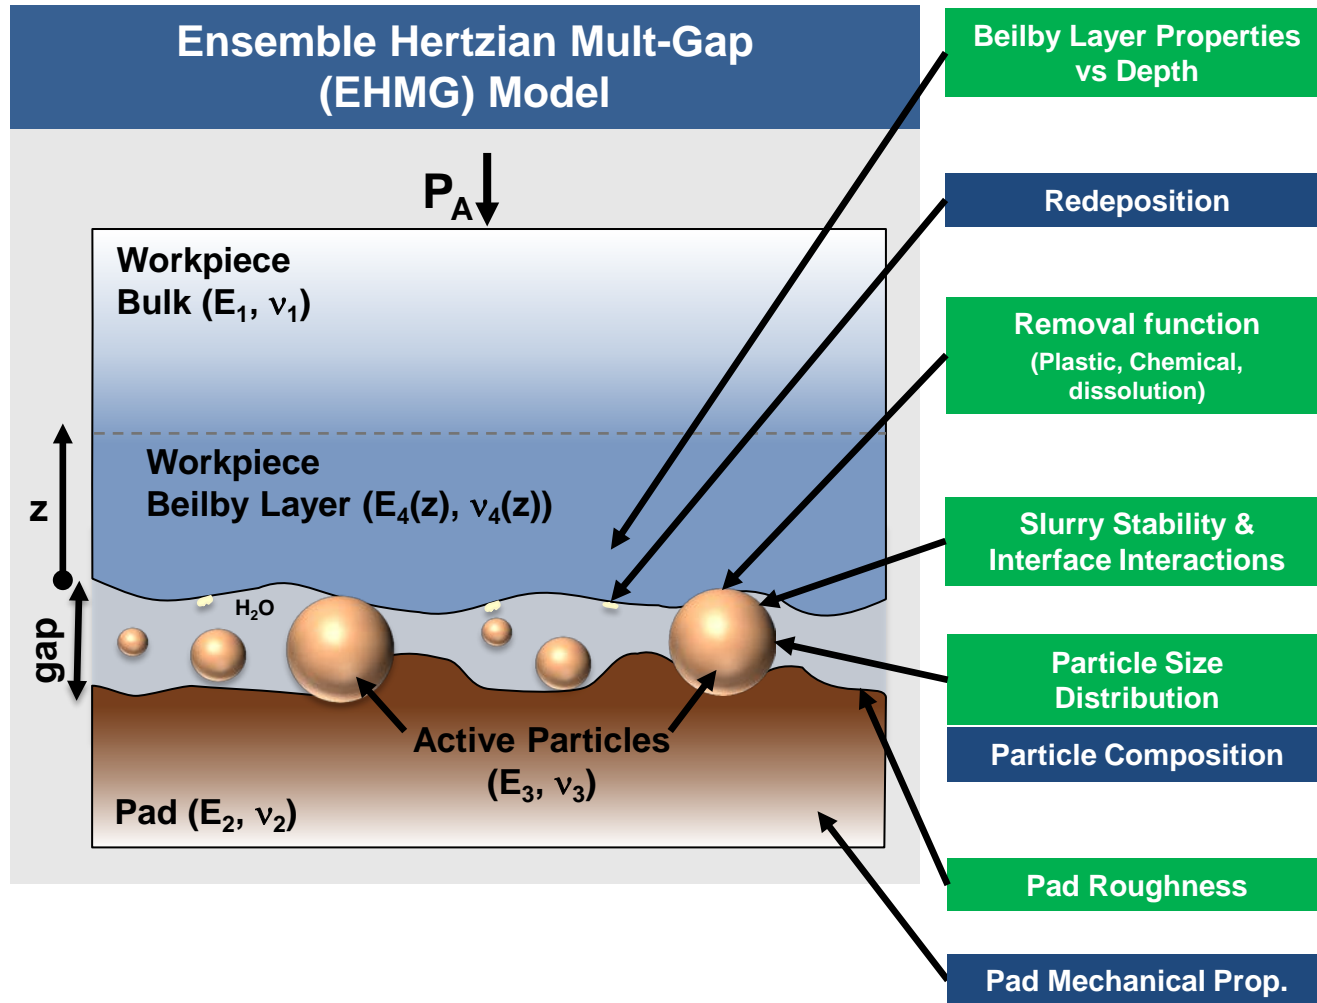 Ensemble Hertzian Mult-Gap
(EHMG) Model
P_A
Workpiece
Bulk (E₁, ν₁)
Workpiece
Beilby Layer (E₄(z), ν₄(z))
z
gap
H₂O
Active Particles
(E₃, ν₃)
Pad (E₂, ν₂)
Beilby Layer Properties
vs Depth
Redeposition
Removal function
(Plastic, Chemical,
dissolution)
Slurry Stability &
Interface Interactions
Particle Size
Distribution
Particle Composition
Pad Roughness
Pad Mechanical Prop.